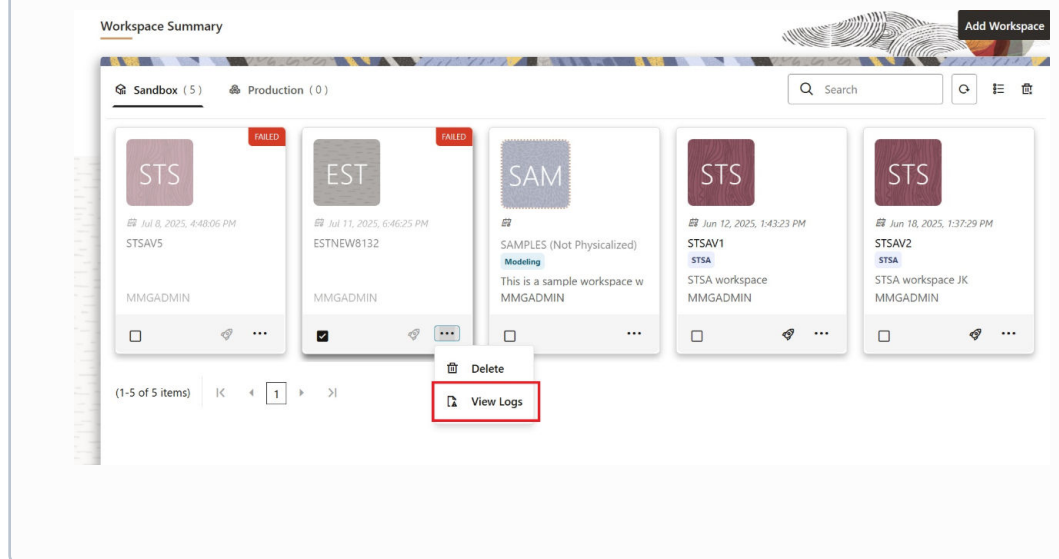 Workspace Summary
Add Workspace
Sandbox (5)
Production (0)
Search
FAILED
STS
Jul 8, 2025, 4:48:06 PM
STSAV5
MMGADMIN
FAILED
EST
Jul 11, 2025, 6:46:25 PM
ESTNEW8132
MMGADMIN
SAM
SAMPLES (Not Physicalized)
Modeling
This is a sample workspace w
MMGADMIN
STS
Jun 12, 2025, 1:43:23 PM
STSAV1
STSA
STSA workspace
MMGADMIN
STS
Jun 18, 2025, 1:37:29 PM
STSAV2
STSA
STSA workspace JK
MMGADMIN
Delete
View Logs
(1-5 of 5 items)
1